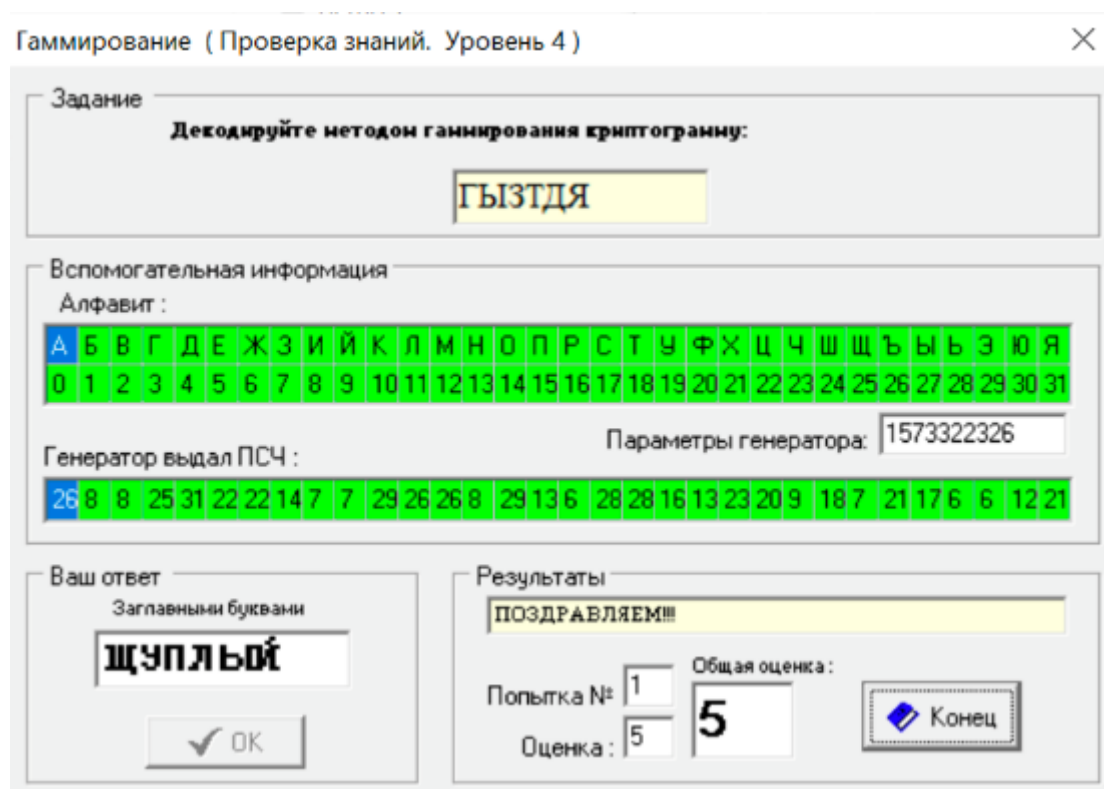 Гаммирование ( Проверка знаний. Уровень 4 )
Задание
Декодируйте методом гаммирования криптограмму:
ГЫЗТДЯ
Вспомогательная информация
Алфавит :
А Б В Г Д Е Ж З И Й К Л М Н О П Р С Т У Ф Х Ц Ч Ш Щ Ъ Ы Ь Э Ю Я
0 1 2 3 4 5 6 7 8 9 10 11 12 13 14 15 16 17 18 19 20 21 22 23 24 25 26 27 28 29 30 31
Параметры генератора: 1573322326
Генератор выдал ПСЧ :
26 8 8 25 31 22 22 14 7 7 29 26 26 8 29 13 6 28 28 16 13 23 20 9 18 7 21 17 6 6 12 21
Ваш ответ
Заглавными буквами
ЩУПЛЫЙ
OK
Результаты
ПОЗДРАВЛЯЕМ!!!
Попытка № 1
Оценка : 5
Общая оценка :
5
Конец